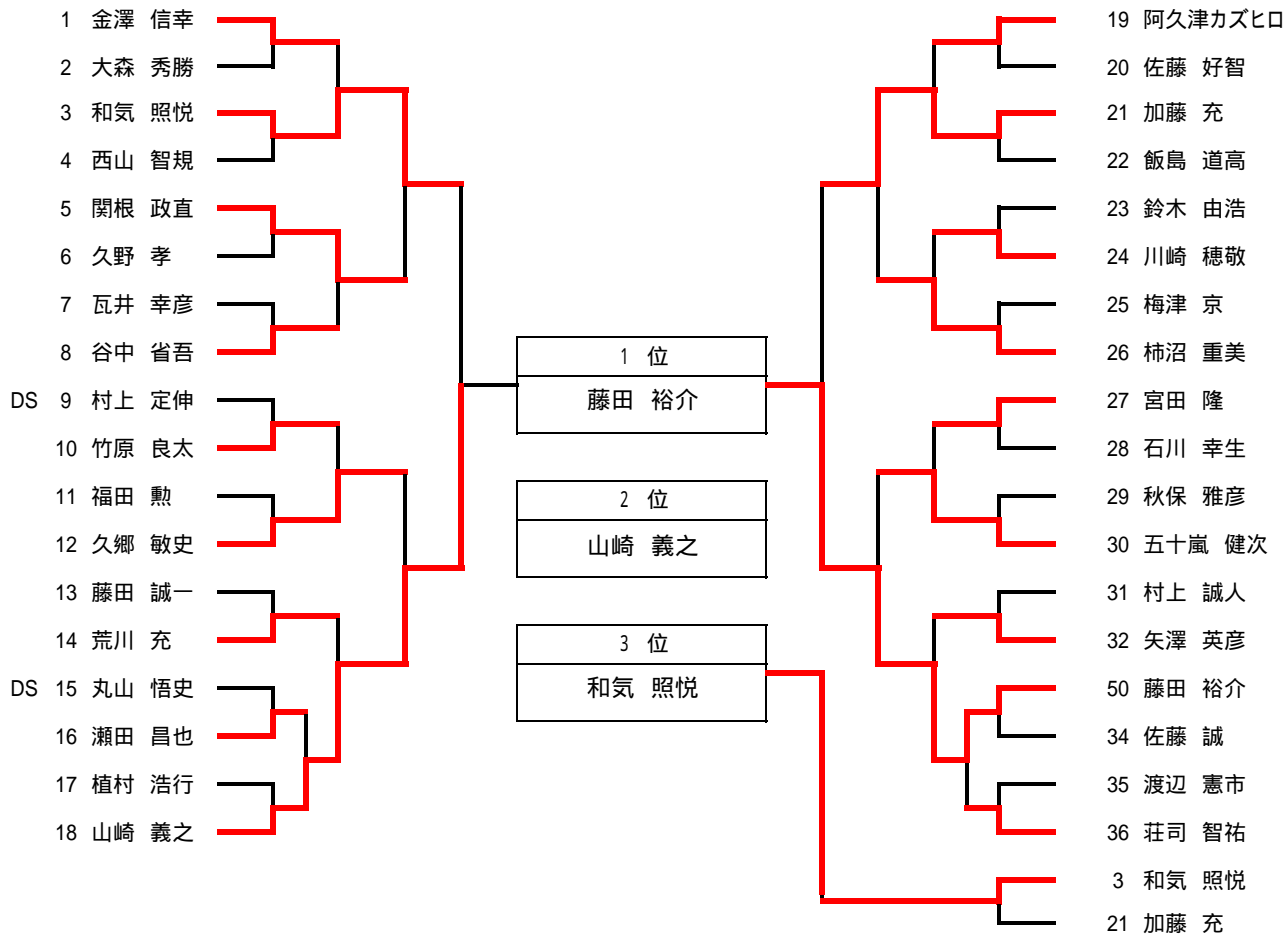 1 金澤 信幸
2 大森 秀勝
3 和気 照悦
4 西山 智規
5 関根 政直
6 久野 孝
7 瓦井 幸彦
8 谷中 省吾
DS 9 村上 定伸
10 竹原 良太
11 福田 勲
12 久郷 敏史
13 藤田 誠一
14 荒川 充
DS 15 丸山 悟史
16 瀬田 昌也
17 植村 浩行
18 山崎 義之
1 位
藤田 裕介
2 位
山崎 義之
3 位
和気 照悦
19 阿久津カズヒロ
20 佐藤 好智
21 加藤 充
22 飯島 道高
23 鈴木 由浩
24 川崎 穂敬
25 梅津 京
26 柿沼 重美
27 宮田 隆
28 石川 幸生
29 秋保 雅彦
30 五十嵐 健次
31 村上 誠人
32 矢澤 英彦
50 藤田 裕介
34 佐藤 誠
35 渡辺 憲市
36 荘司 智祐
3 和気 照悦
21 加藤 充